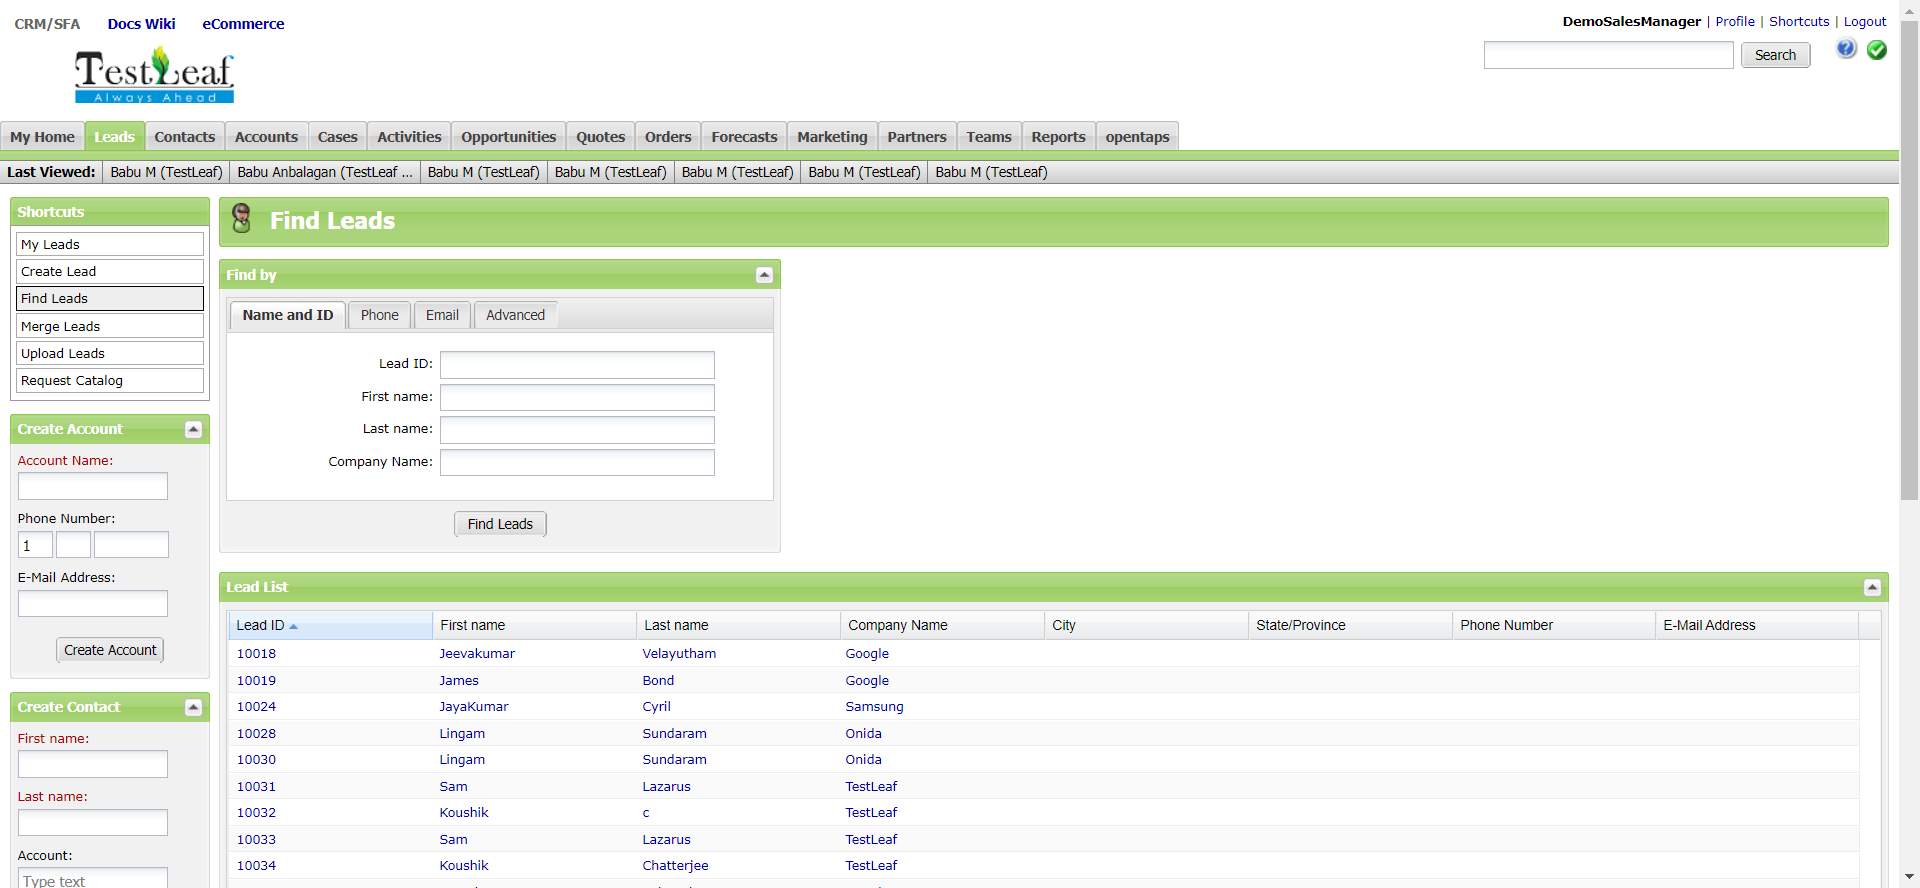 CRM/SFA Docs Wiki eCommerce
DemoSalesManager | Profile | Shortcuts | Logout
Search
TestLeaf
Always Ahead
My Home Leads Contacts Accounts Cases Activities Opportunities Quotes Orders Forecasts Marketing Partners Teams Reports opentaps
Last Viewed: Babu M (TestLeaf) Babu Anbalagan (TestLeaf ... Babu M (TestLeaf) Babu M (TestLeaf) Babu M (TestLeaf) Babu M (TestLeaf) Babu M (TestLeaf)
Shortcuts
My Leads
Create Lead
Find Leads
Merge Leads
Upload Leads
Request Catalog
Create Account
Account Name:
Phone Number:
1
E-Mail Address:
Create Account
Create Contact
First name:
Last name:
Account:
Type text
Find Leads
Find by
Name and ID Phone Email Advanced
Lead ID:
First name:
Last name:
Company Name:
Find Leads
Lead List
Lead ID First name Last name Company Name City State/Province Phone Number E-Mail Address
10018 Jeevakumar Velayutham Google
10019 James Bond Google
10024 JayaKumar Cyril Samsung
10028 Lingam Sundaram Onida
10030 Lingam Sundaram Onida
10031 Sam Lazarus TestLeaf
10032 Koushik c TestLeaf
10033 Sam Lazarus TestLeaf
10034 Koushik Chatterjee TestLeaf